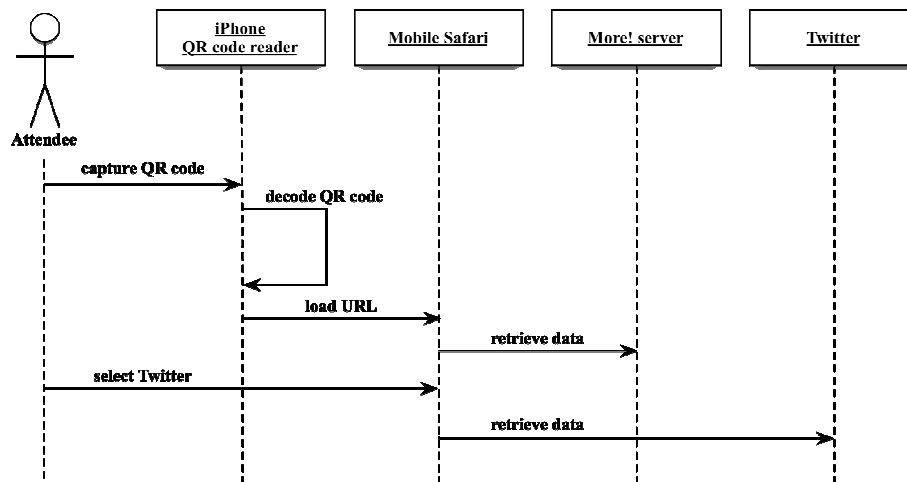 iPhone
QR code reader
Mobile Safari
More! server
Twitter
Attendee
capture QR code
decode QR code
load URL
retrieve data
select Twitter
retrieve data